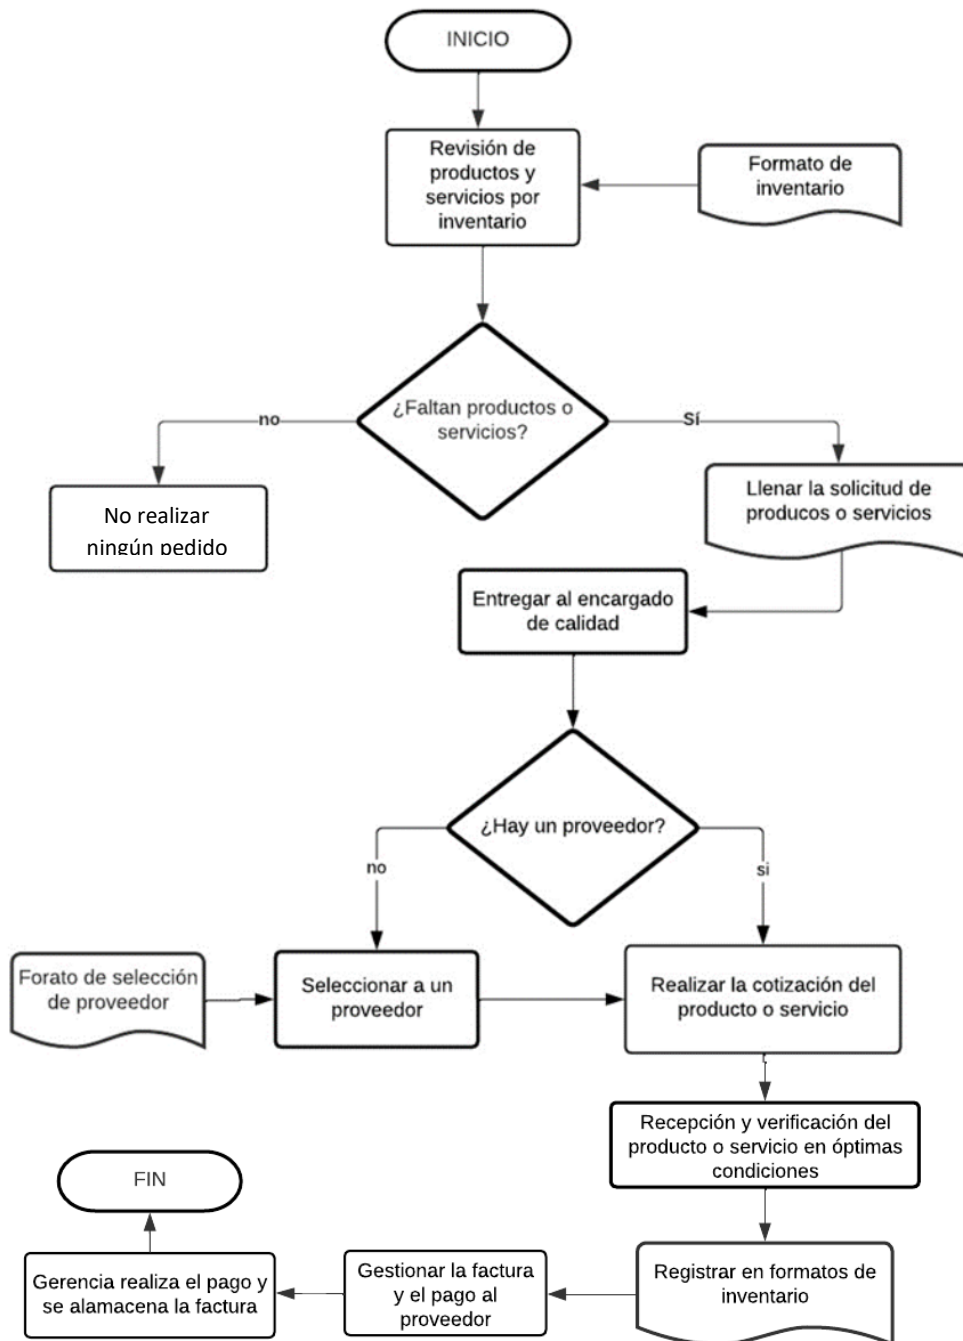 INICIO
Revisión de
productos y
servicios por
inventario
Formato de
inventario
¿Faltan productos o
servicios?
no
Sí
No realizar
ningún pedido
Llenar la solicitud de
producos o servicios
Entregar al encargado
de calidad
¿Hay un proveedor?
no
si
Forato de selección
de proveedor
Seleccionar a un
proveedor
Realizar la cotización del
producto o servicio
Recepción y verificación del
producto o servicio en óptimas
condiciones
FIN
Gerencia realiza el pago y
se alamacena la factura
Gestionar la factura
y el pago al
proveedor
Registrar en formatos de
inventario